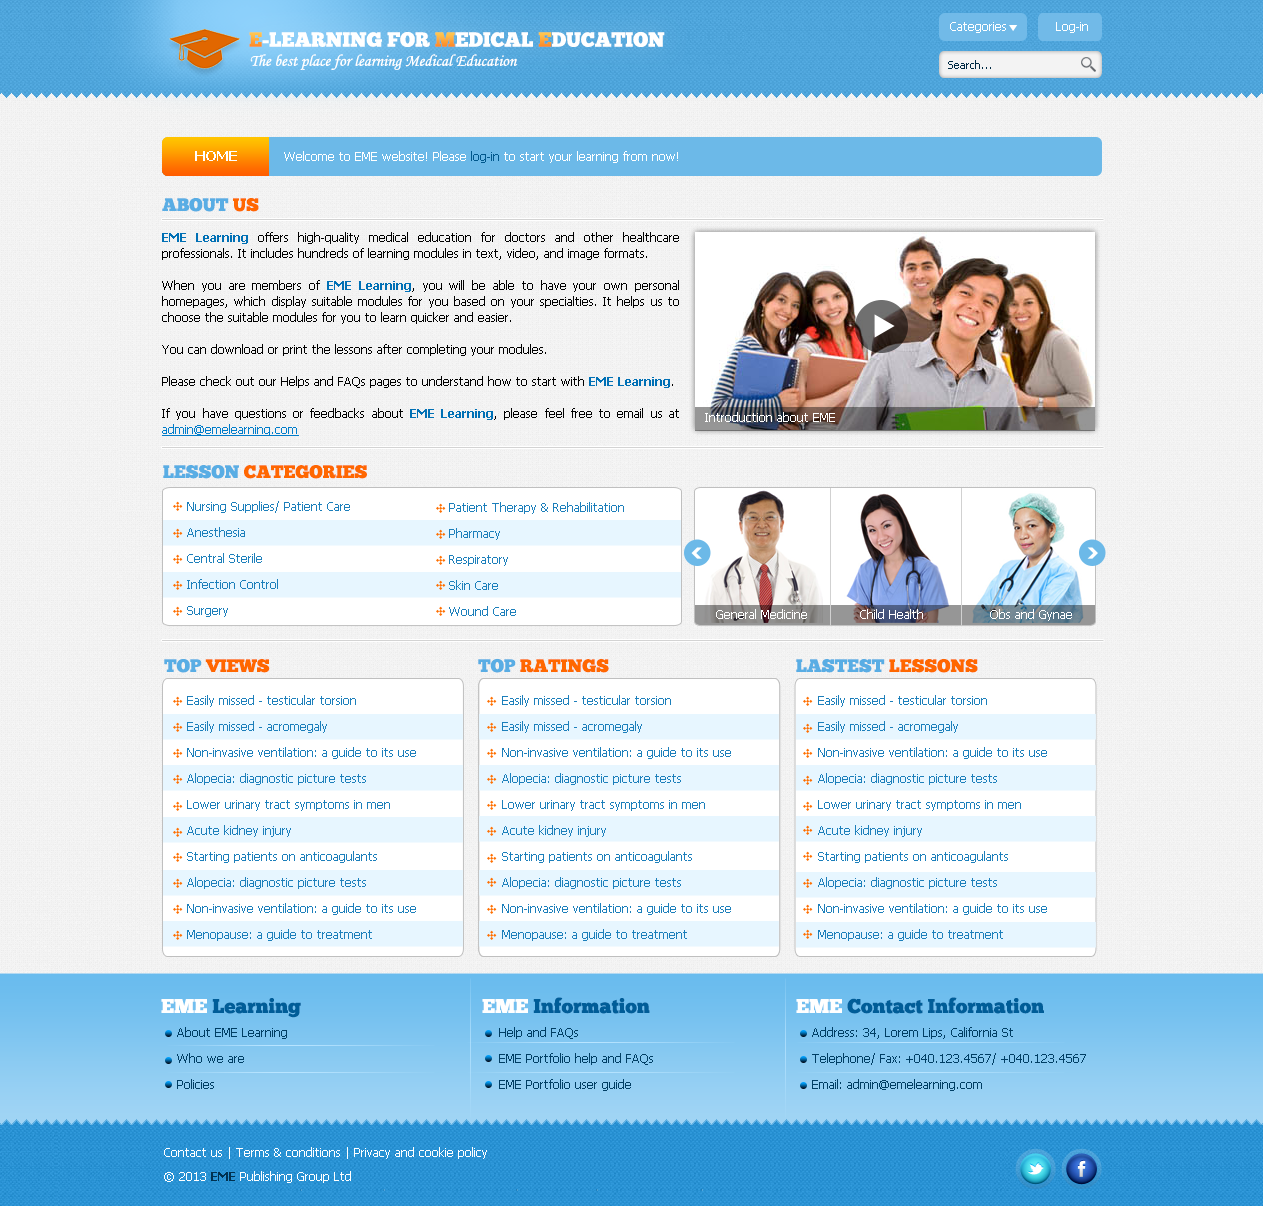 E-LEARNING FOR MEDICAL EDUCATION
The best place for learning Medical Education
Categories
Log-in
Search...
HOME
Welcome to EME website! Please log-in to start your learning from now!
ABOUT US
EME Learning offers high-quality medical education for doctors and other healthcare
professionals. It includes hundreds of learning modules in text, video, and image formats.
When you are members of EME Learning, you will be able to have your own personal
homepages, which display suitable modules for you based on your specialties. It helps us to
choose the suitable modules for you to learn quicker and easier.
You can download or print the lessons after completing your modules.
Please check out our Helps and FAQs pages to understand how to start with EME Learning.
If you have questions or feedbacks about EME Learning, please feel free to email us at
admin@emelearning.com
Introduction about EME
LESSON CATEGORIES
Nursing Supplies/ Patient Care
Anesthesia
Central Sterile
Infection Control
Surgery
Patient Therapy & Rehabilitation
Pharmacy
Respiratory
Skin Care
Wound Care
General Medicine
Child Health
Obs and Gynae
TOP VIEWS
Easily missed - testicular torsion
Easily missed - acromegaly
Non-invasive ventilation: a guide to its use
Alopecia: diagnostic picture tests
Lower urinary tract symptoms in men
Acute kidney injury
Starting patients on anticoagulants
Alopecia: diagnostic picture tests
Non-invasive ventilation: a guide to its use
Menopause: a guide to treatment
TOP RATINGS
Easily missed - testicular torsion
Easily missed - acromegaly
Non-invasive ventilation: a guide to its use
Alopecia: diagnostic picture tests
Lower urinary tract symptoms in men
Acute kidney injury
Starting patients on anticoagulants
Alopecia: diagnostic picture tests
Non-invasive ventilation: a guide to its use
Menopause: a guide to treatment
LASTEST LESSONS
Easily missed - testicular torsion
Easily missed - acromegaly
Non-invasive ventilation: a guide to its use
Alopecia: diagnostic picture tests
Lower urinary tract symptoms in men
Acute kidney injury
Starting patients on anticoagulants
Alopecia: diagnostic picture tests
Non-invasive ventilation: a guide to its use
Menopause: a guide to treatment
EME Learning
About EME Learning
Who we are
Policies
EME Information
Help and FAQs
EME Portfolio help and FAQs
EME Portfolio user guide
EME Contact Information
Address: 34, Lorem Lips, California St
Telephone/ Fax: +040.123.4567/ +040.123.4567
Email: admin@emelearning.com
Contact us | Terms & conditions | Privacy and cookie policy
© 2013 EME Publishing Group Ltd